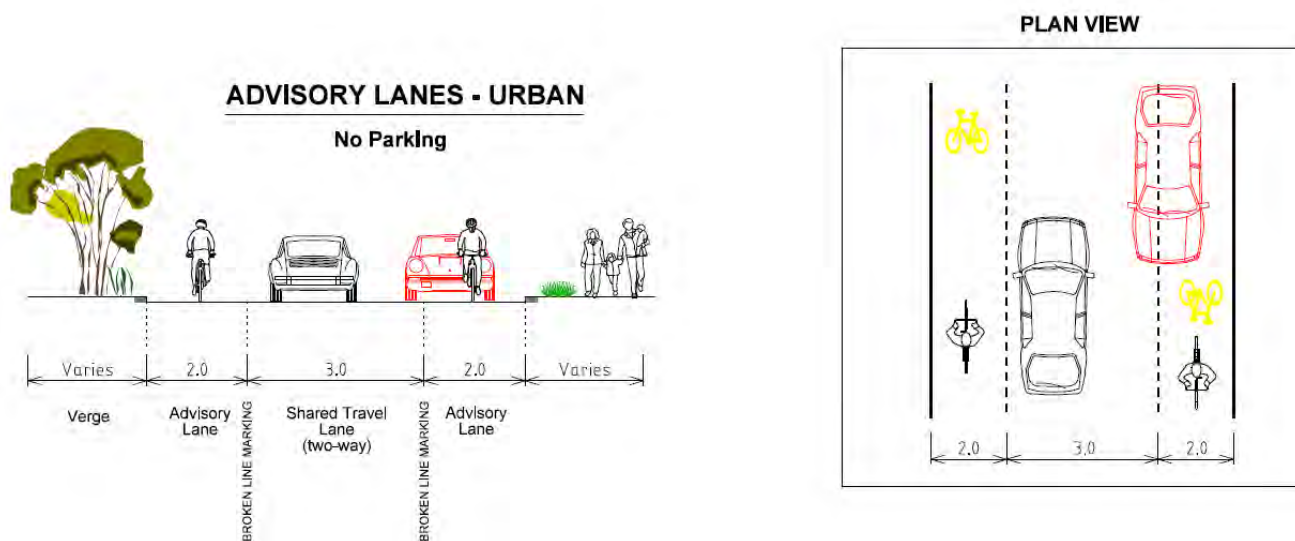 PLAN VIEW
ADVISORY LANES - URBAN
No Parking
Varies
2.0
3.0
2.0
Varies
Verge
Advisory
Lane
BROKEN LINE MARKING
Shared Travel
Lane
(two-way)
BROKEN LINE MARKING
Advisory
Lane
2.0
3.0
2.0